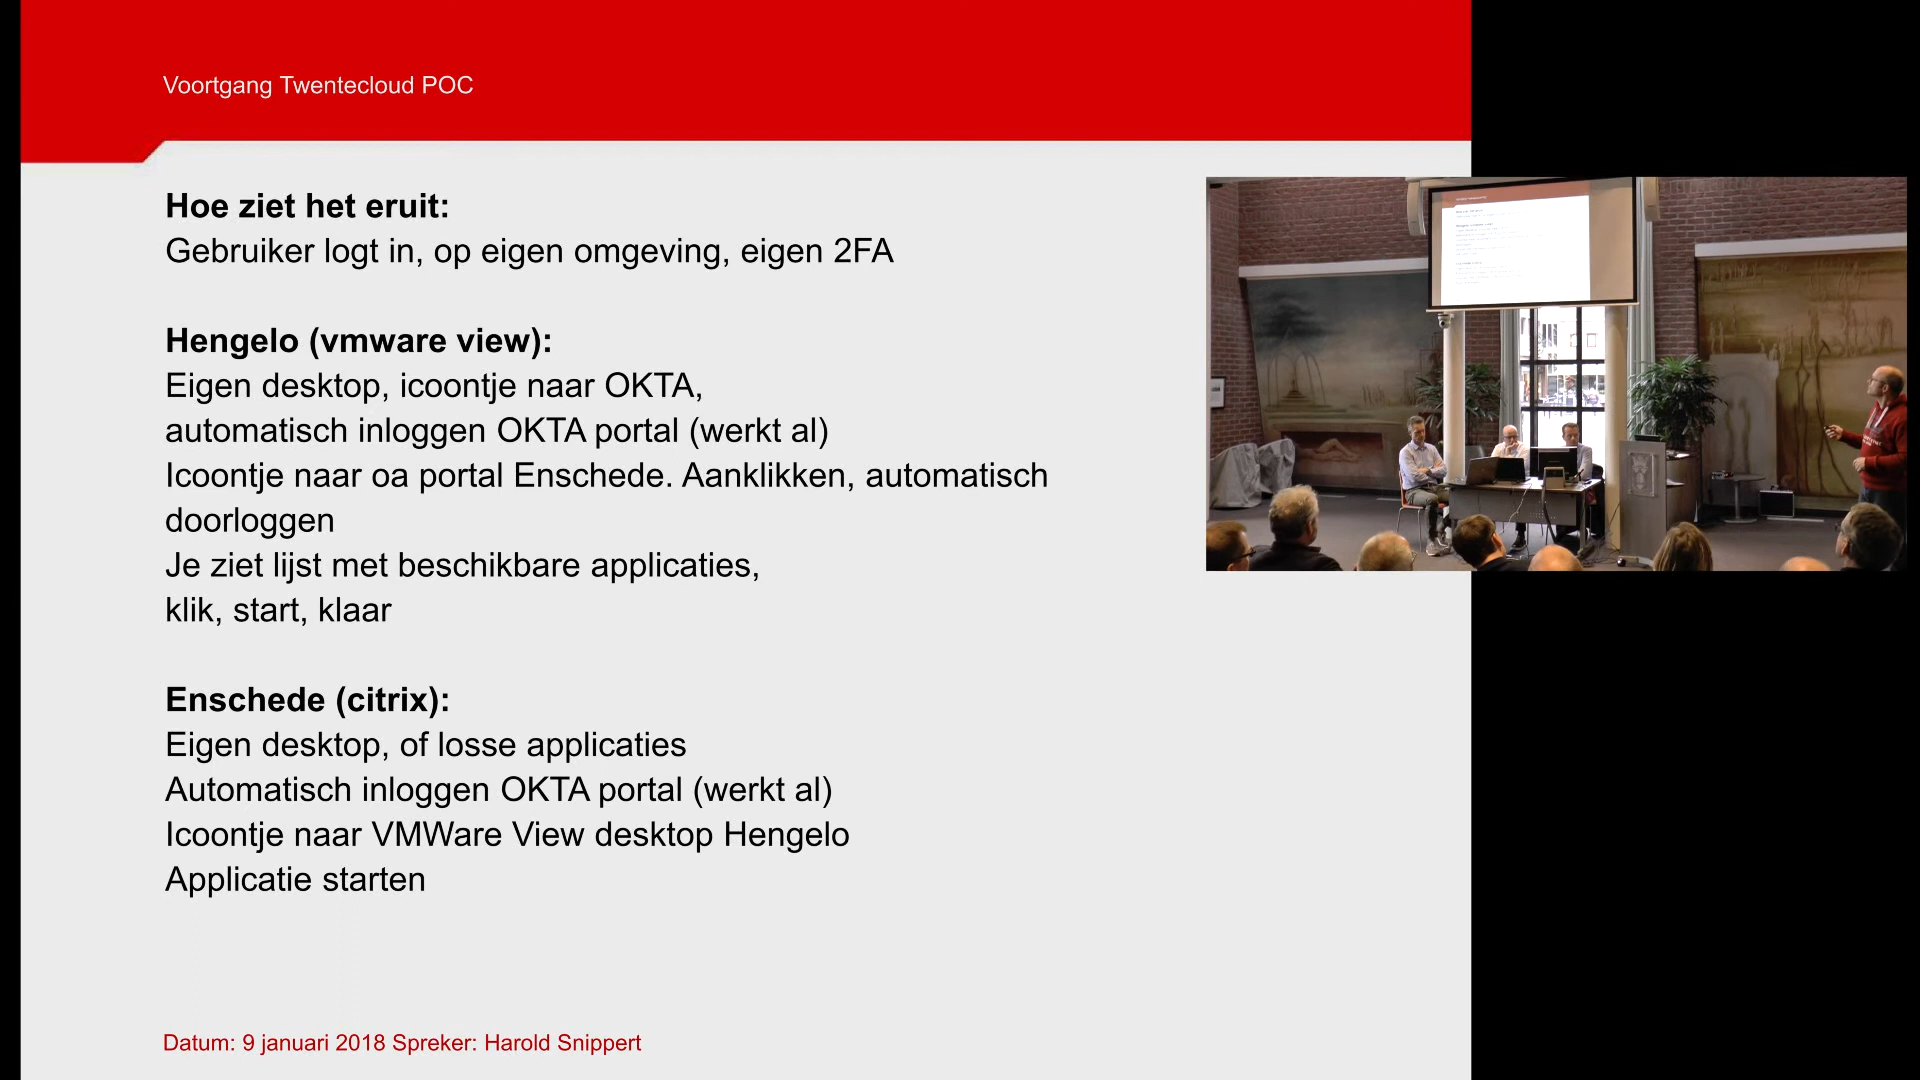 Voortgang Twentecloud POC
Hoe ziet het eruit:
Gebruiker logt in, op eigen omgeving, eigen 2FA
Hengelo (vmware view):
Eigen desktop, icoontje naar OKTA,
automatisch inloggen OKTA portal (werkt al)
Icoontje naar oa portal Enschede. Aanklikken, automatisch
doorloggen
Je ziet lijst met beschikbare applicaties,
klik, start, klaar
Enschede (citrix):
Eigen desktop, of losse applicaties
Automatisch inloggen OKTA portal (werkt al)
Icoontje naar VMWare View desktop Hengelo
Applicatie starten
Datum: 9 januari 2018 Spreker: Harold Snippert